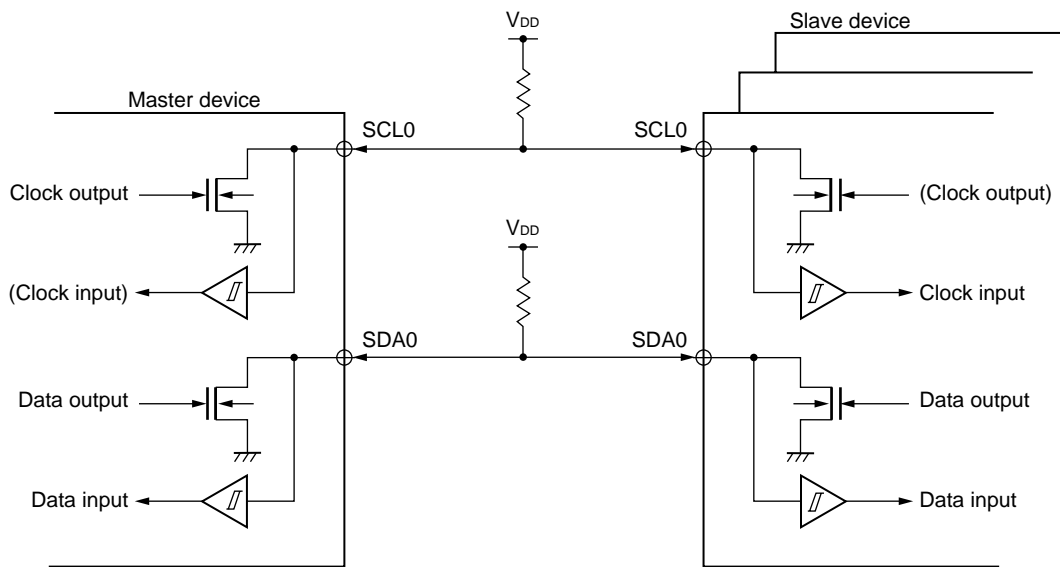 Slave device
VDD
Master device
SCL0
SCL0
Clock output
(Clock output)
VDD
(Clock input)
Clock input
SDA0
SDA0
Data output
Data output
Data input
Data input